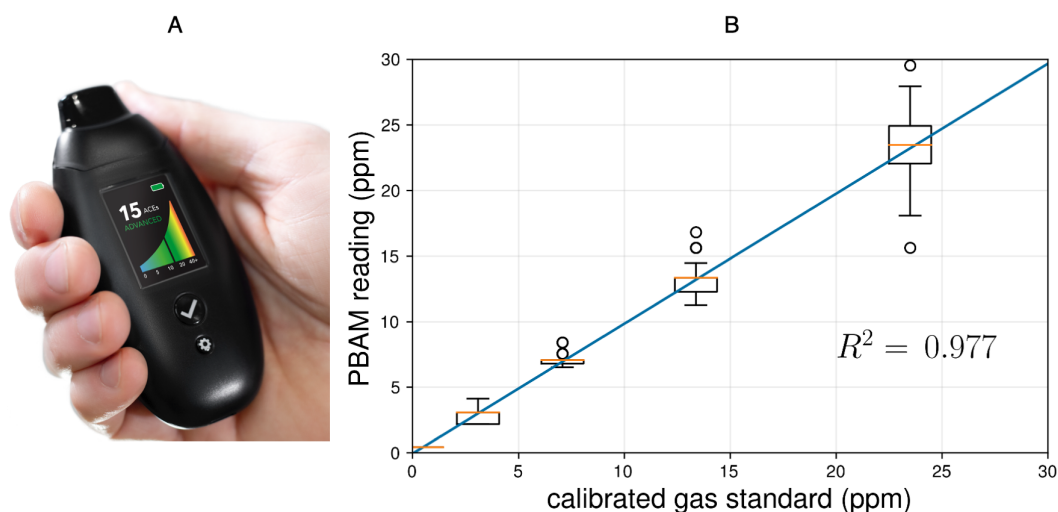 A
15 ACEs
ADVANCED
0 5 10 20 40+
B
PBAM reading (ppm)
30
25
20
15
10
5
0
R² = 0.977
0 5 10 15 20 25 30
calibrated gas standard (ppm)